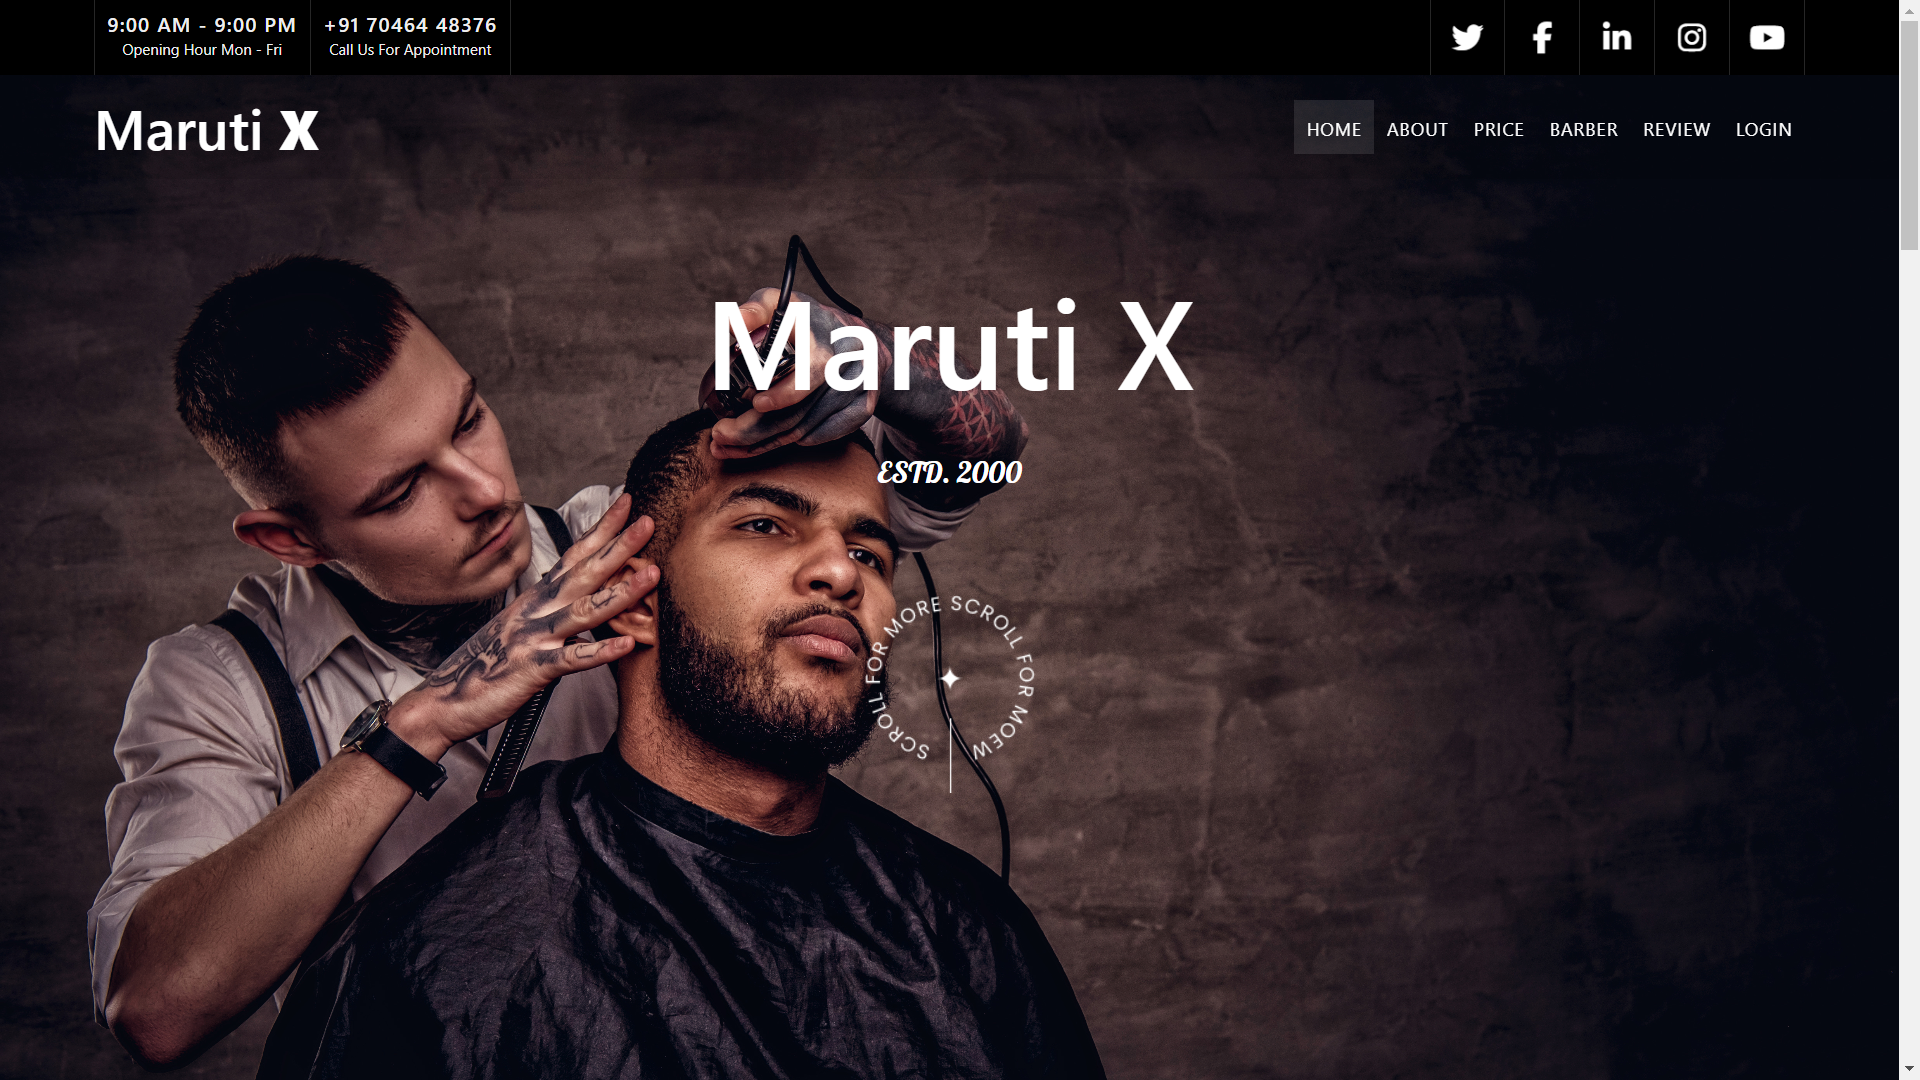 9:00 AM - 9:00 PM
Opening Hour Mon - Fri
+91 70464 48376
Call Us For Appointment
Maruti X
HOME
ABOUT
PRICE
BARBER
REVIEW
LOGIN
Maruti X
ESTD. 2000
SCROLL FOR MORE SCROLL FOR MOEW